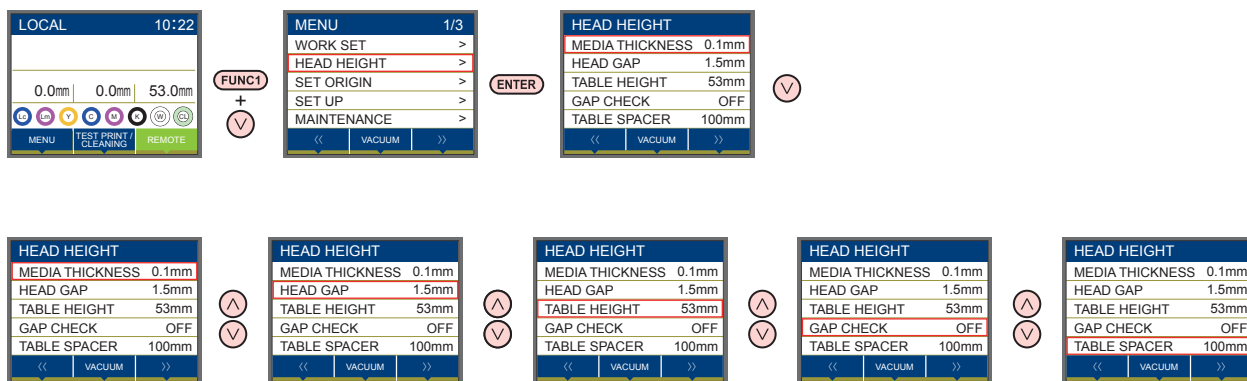 LOCAL 10:22
0.0mm 0.0mm 53.0mm
Lc Lm Y C M K W CL
MENU TEST PRINT / CLEANING REMOTE
FUNC1
+
MENU 1/3
WORK SET >
HEAD HEIGHT >
SET ORIGIN >
SET UP >
MAINTENANCE >
<< VACUUM >>
ENTER
HEAD HEIGHT
MEDIA THICKNESS 0.1mm
HEAD GAP 1.5mm
TABLE HEIGHT 53mm
GAP CHECK OFF
TABLE SPACER 100mm
<< VACUUM >>
HEAD HEIGHT
MEDIA THICKNESS 0.1mm
HEAD GAP 1.5mm
TABLE HEIGHT 53mm
GAP CHECK OFF
TABLE SPACER 100mm
<< VACUUM >>
HEAD HEIGHT
MEDIA THICKNESS 0.1mm
HEAD GAP 1.5mm
TABLE HEIGHT 53mm
GAP CHECK OFF
TABLE SPACER 100mm
<< VACUUM >>
HEAD HEIGHT
MEDIA THICKNESS 0.1mm
HEAD GAP 1.5mm
TABLE HEIGHT 53mm
GAP CHECK OFF
TABLE SPACER 100mm
<< VACUUM >>
HEAD HEIGHT
MEDIA THICKNESS 0.1mm
HEAD GAP 1.5mm
TABLE HEIGHT 53mm
GAP CHECK OFF
TABLE SPACER 100mm
<< VACUUM >>
HEAD HEIGHT
MEDIA THICKNESS 0.1mm
HEAD GAP 1.5mm
TABLE HEIGHT 53mm
GAP CHECK OFF
TABLE SPACER 100mm
<< VACUUM >>